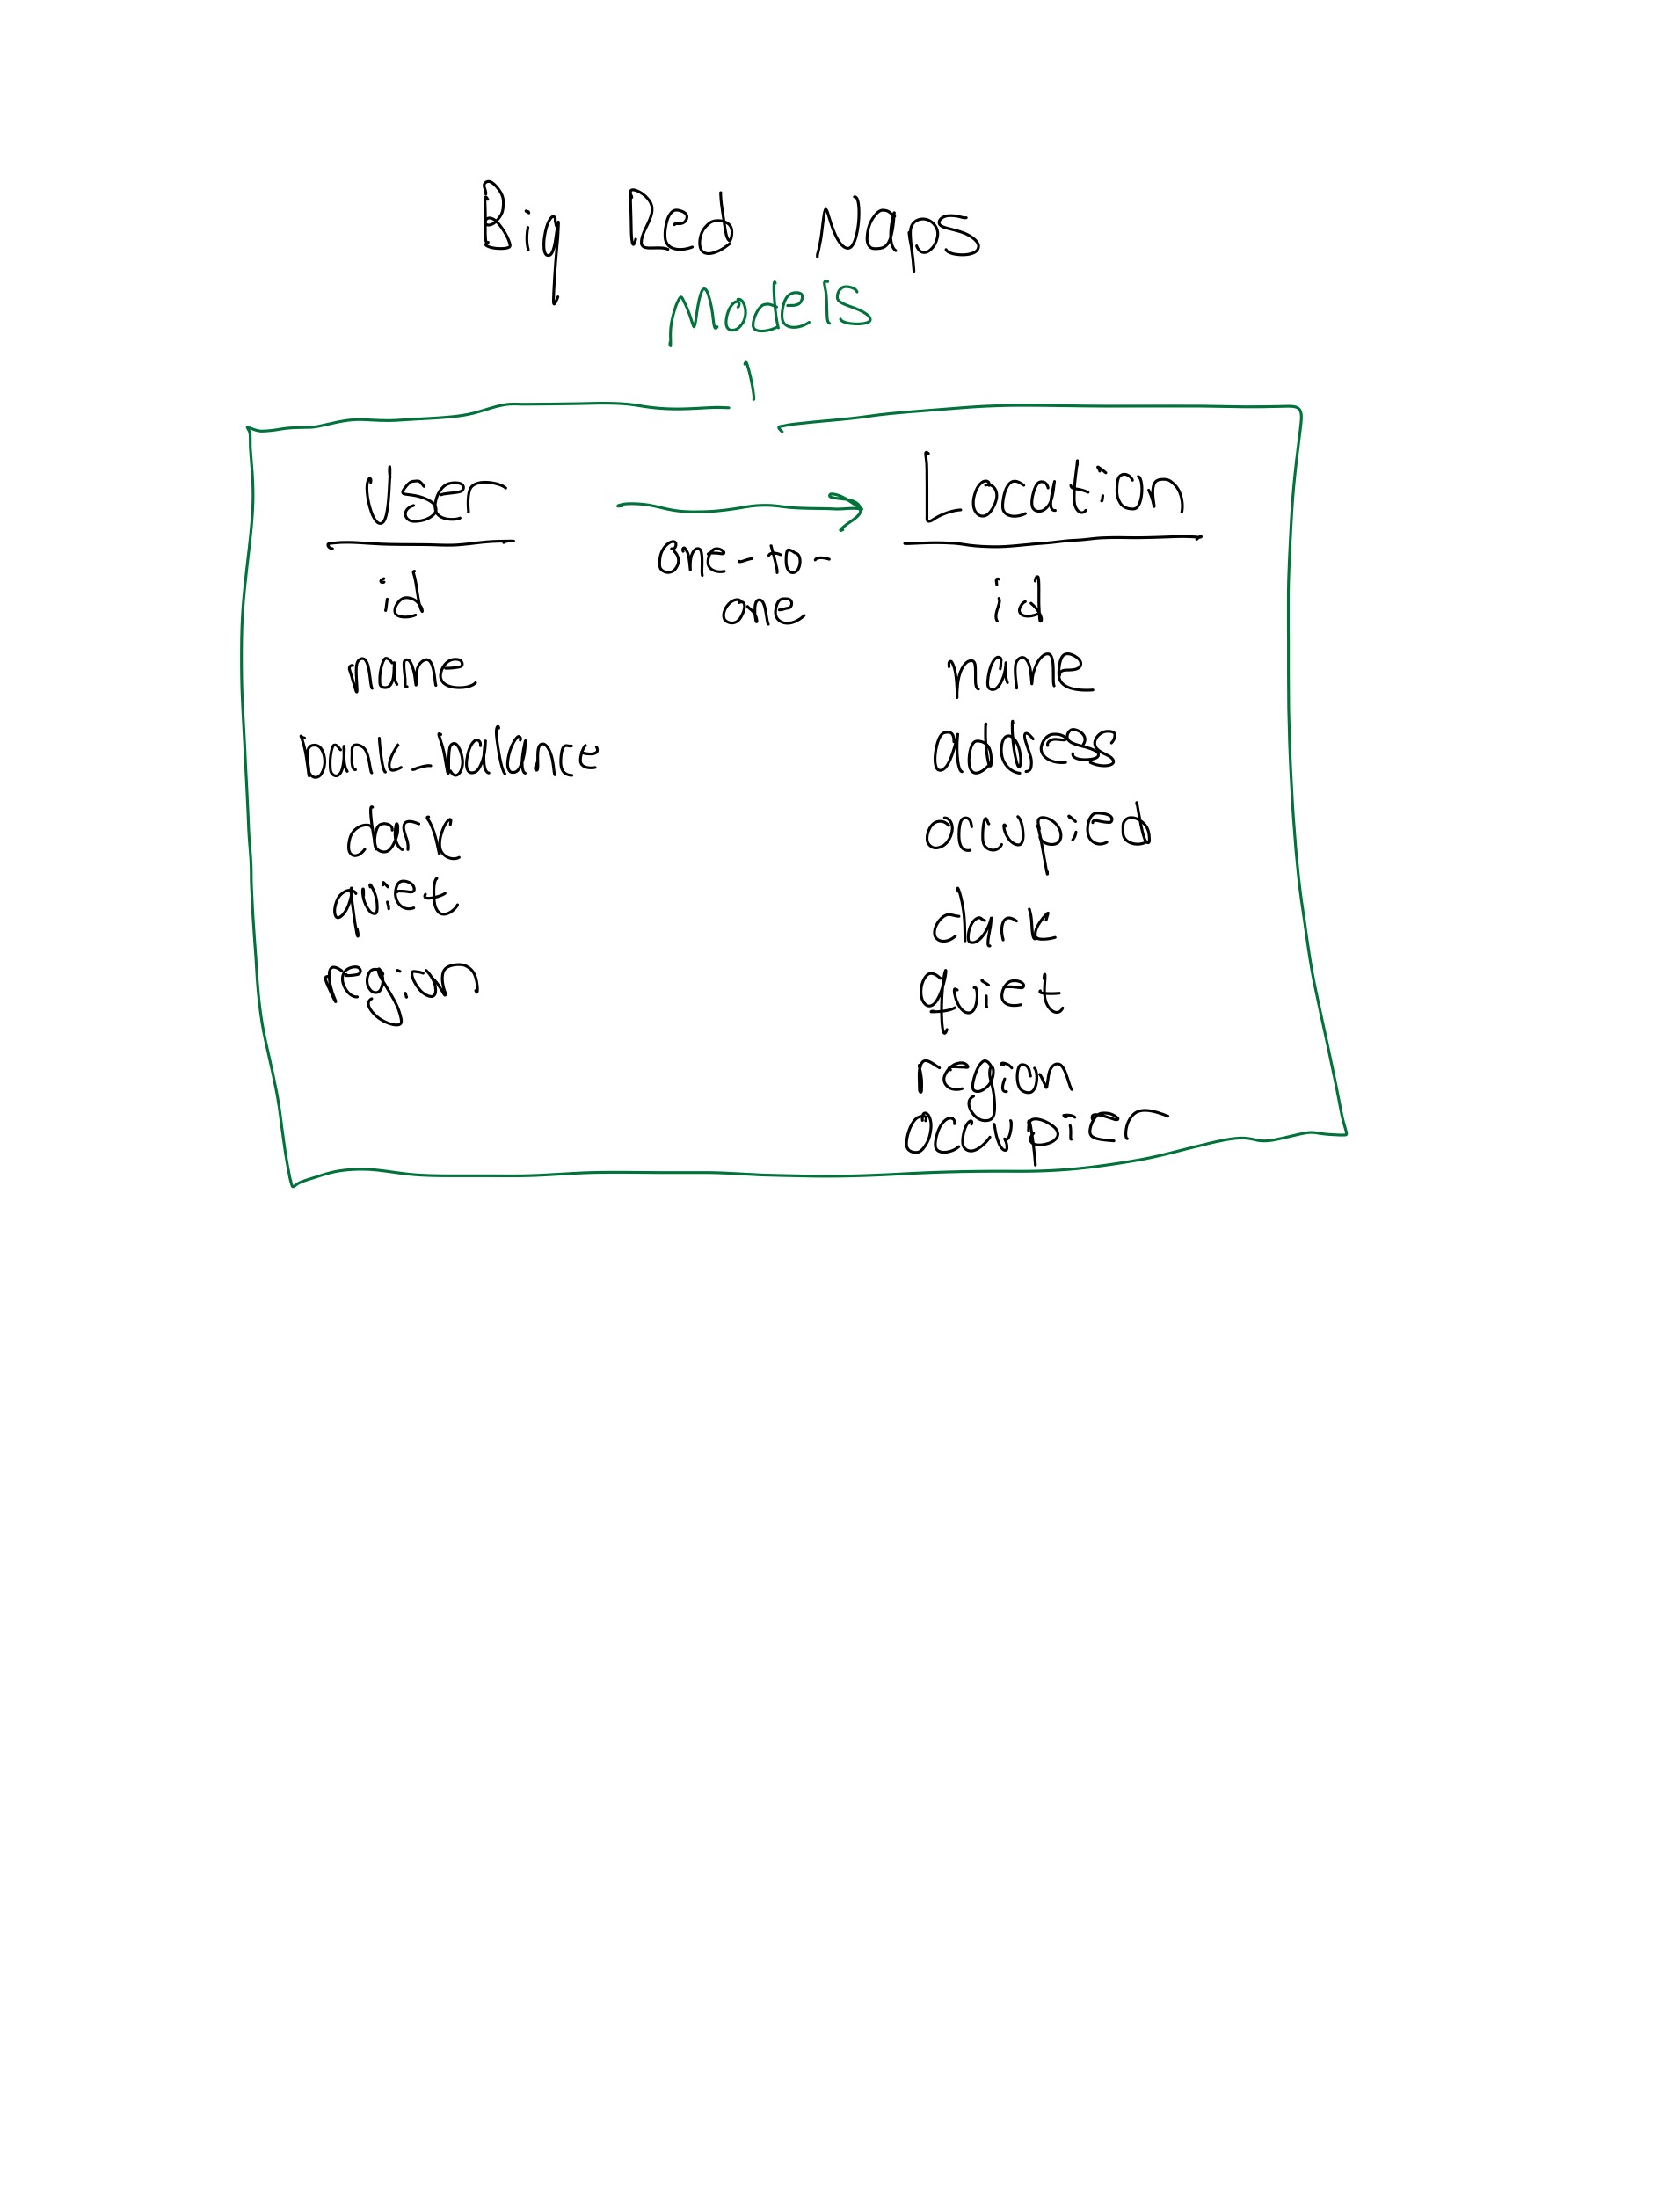 Big Red Naps
Models
User
one-to-
one
Location
id
name
bank_balance
dark
quiet
region
id
name
address
occupied
dark
quiet
region
occupier